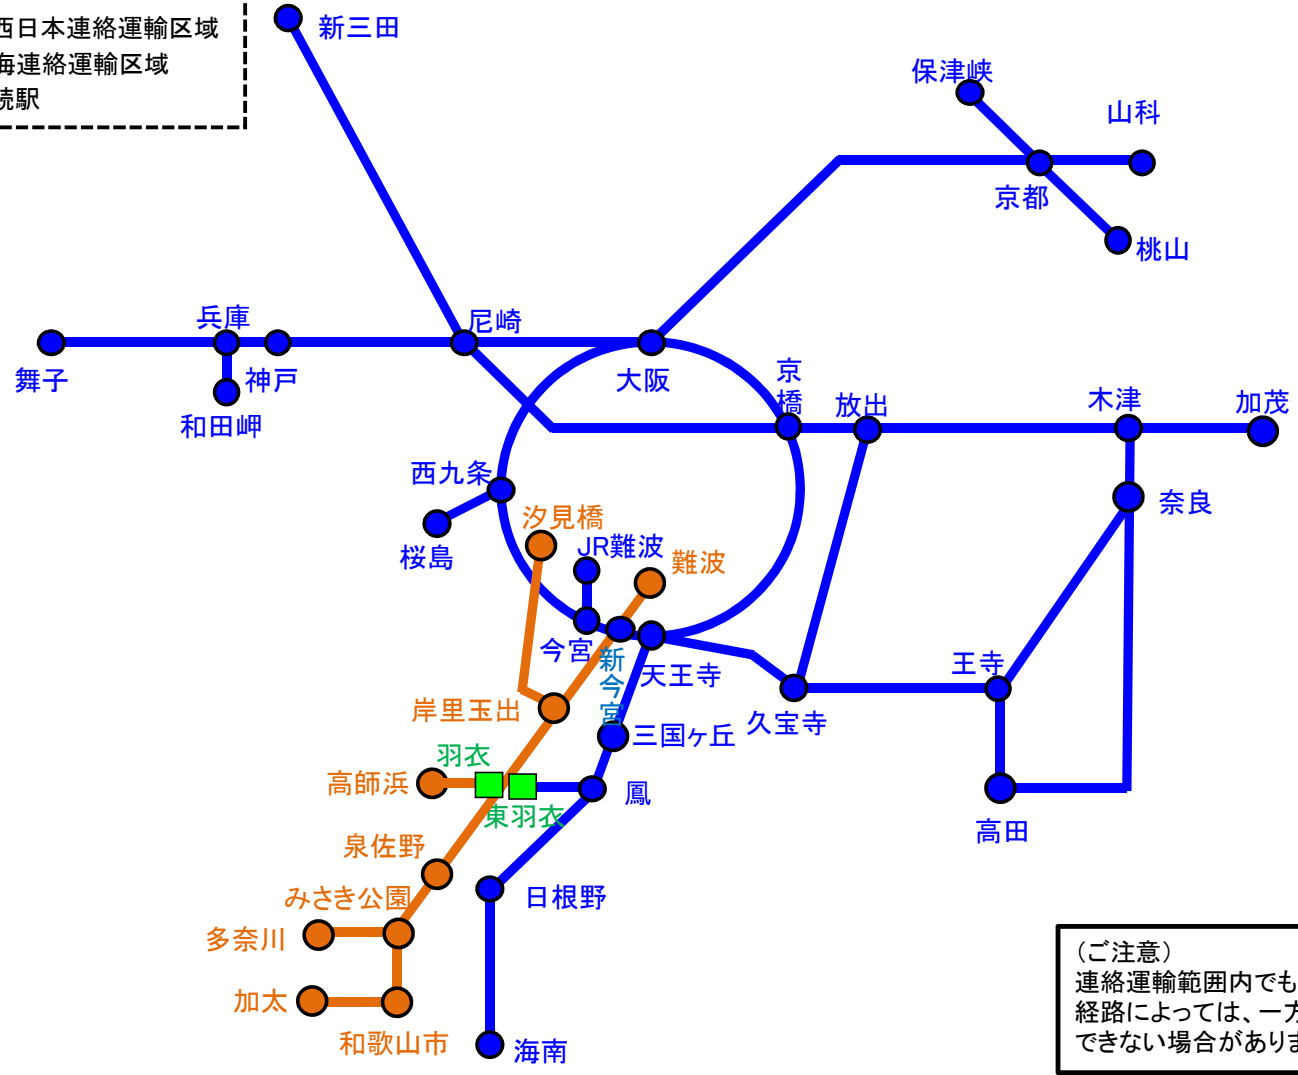 西日本連絡運輸区域
海連絡運輸区域
続駅
新三田
保津峡
山科
京都
桃山
兵庫
尼崎
舞子
神戸
大阪
京橋
放出
木津
加茂
和田岬
西九条
奈良
汐見橋
桜島
JR難波
難波
今宮
新今宮
天王寺
王寺
岸里玉出
三国ヶ丘
久宝寺
羽衣
高師浜
鳳
東羽衣
高田
泉佐野
みさき公園
日根野
多奈川
加太
和歌山市
海南
（ご注意）
連絡運輸範囲内でも
経路によっては、一方
できない場合がありま